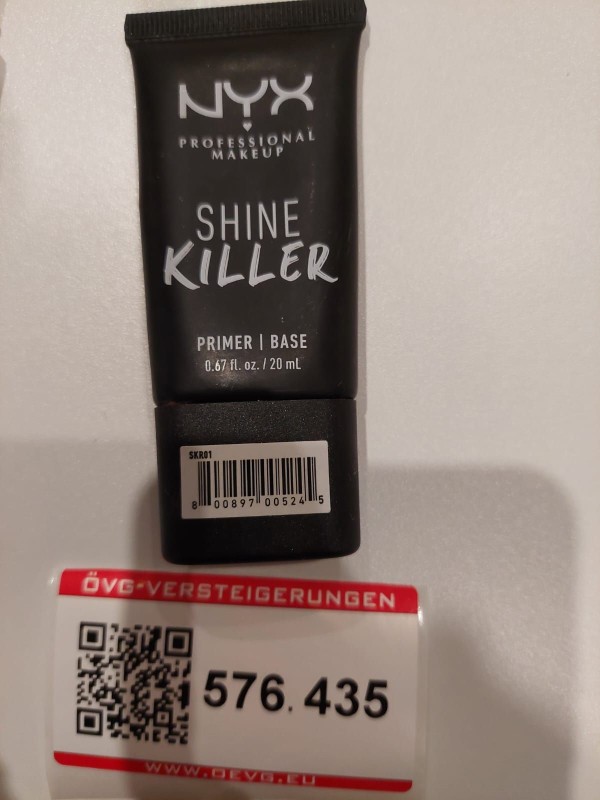 NYX
PROFESSIONAL
MAKEUP
SHINE
KILLER
PRIMER | BASE
0.67 fl. oz. / 20 mL
SKR01
8 00897 00524 5
ÖVG-VERSTEIGERUNGEN
576.435
WWW.OEVG.EU